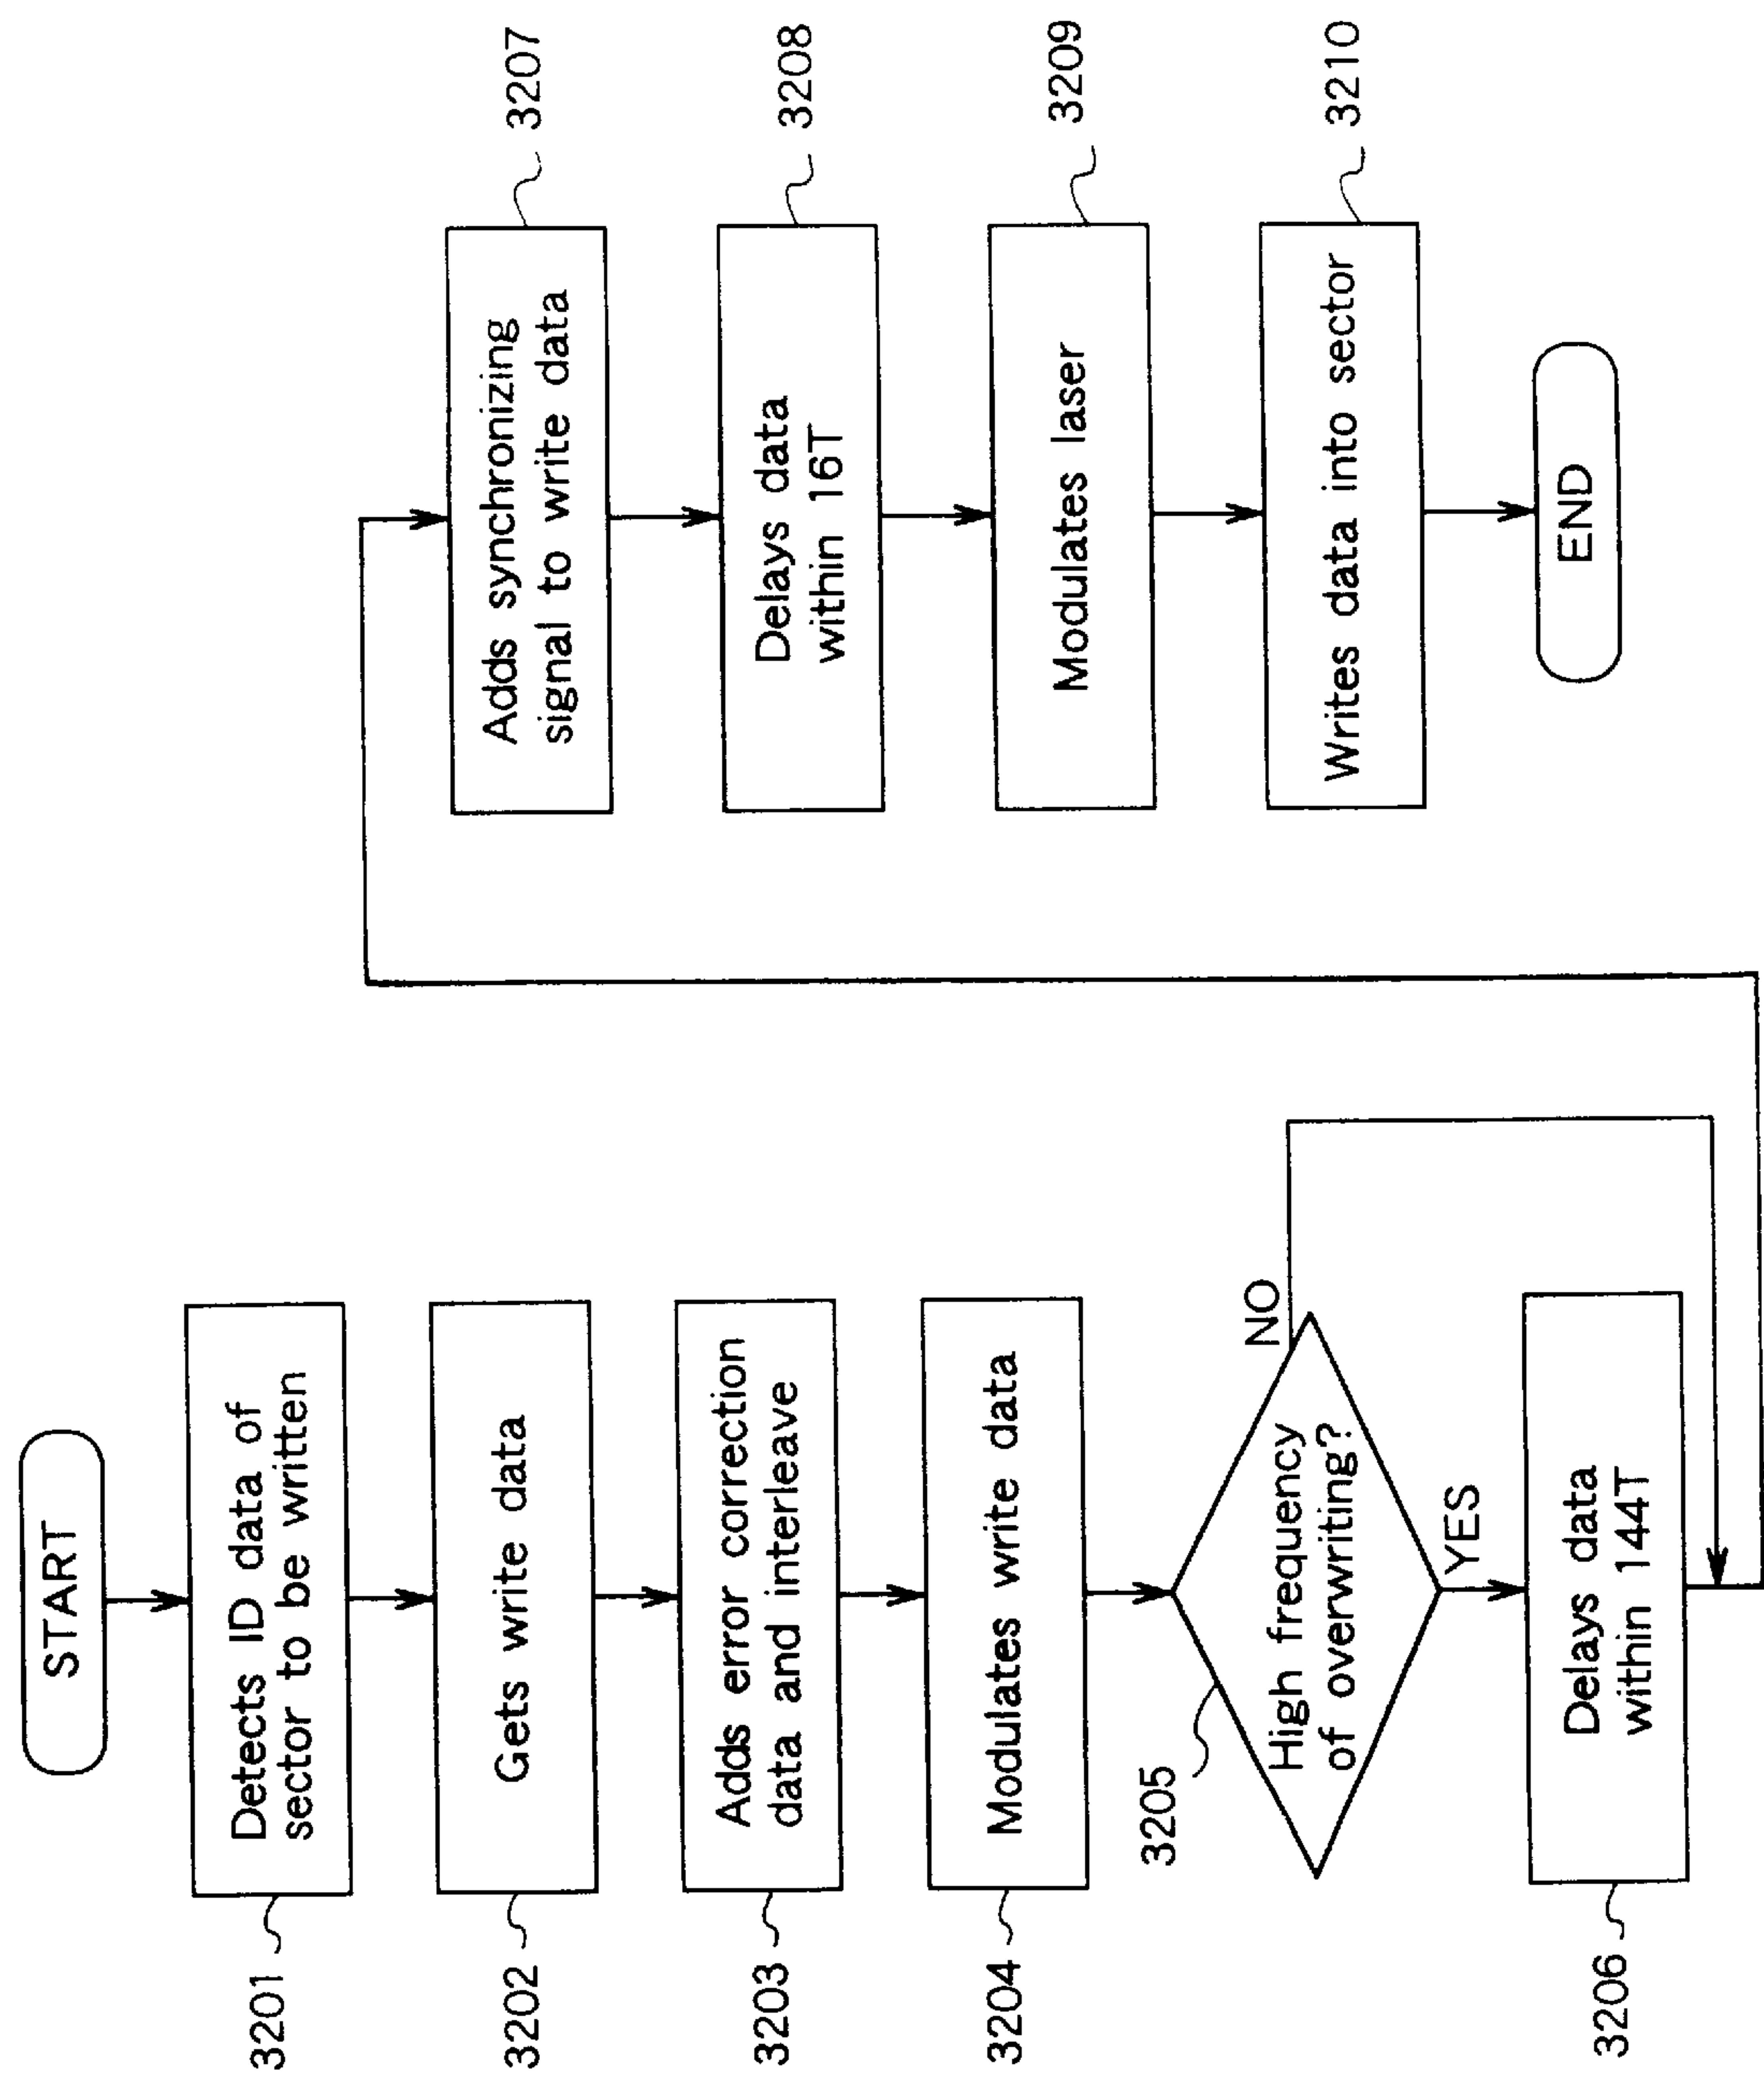 START
3201
Detects ID data of
sector to be written
3202
Gets write data
3203
Adds error correction
data and interleave
3204
Modulates write data
3205
High frequency
of overwriting?
NO
YES
3206
Delays data
within 144T
3207
Adds synchronizing
signal to write data
3208
Delays data
within 16T
3209
Modulates laser
3210
Writes data into sector
END